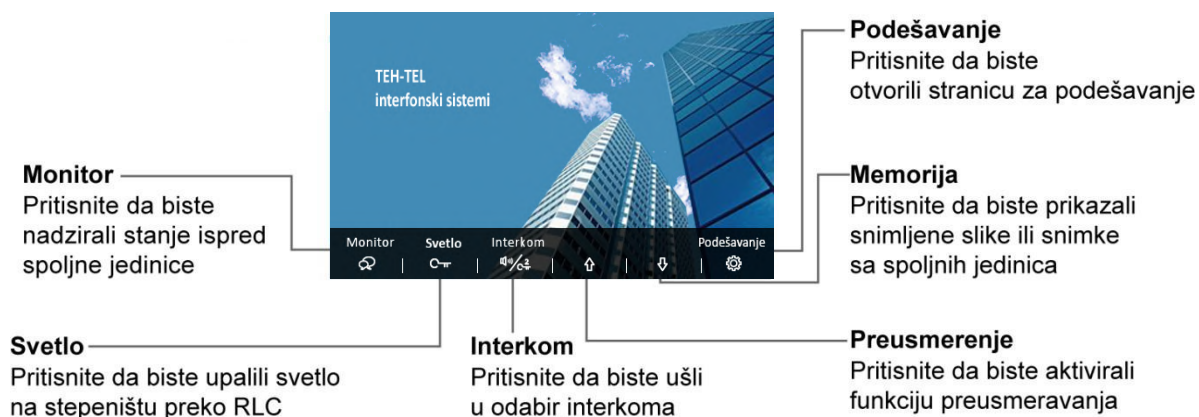 TEH-TEL
interfonski sistemi
Monitor
Svetlo
Interkom
Podešavanje
2
Podešavanje
Pritisnite da biste
otvorili stranicu za podešavanje
Monitor
Pritisnite da biste
nadzirali stanje ispred
spoljne jedinice
Memorija
Pritisnite da biste prikazali
snimljene slike ili snimke
sa spoljnih jedinica
Svetlo
Pritisnite da biste upalili svetlo
na stepeništu preko RLC
Interkom
Pritisnite da biste ušli
u odabir interkoma
Preusmerenje
Pritisnite da biste aktivirali
funkciju preusmeravanja